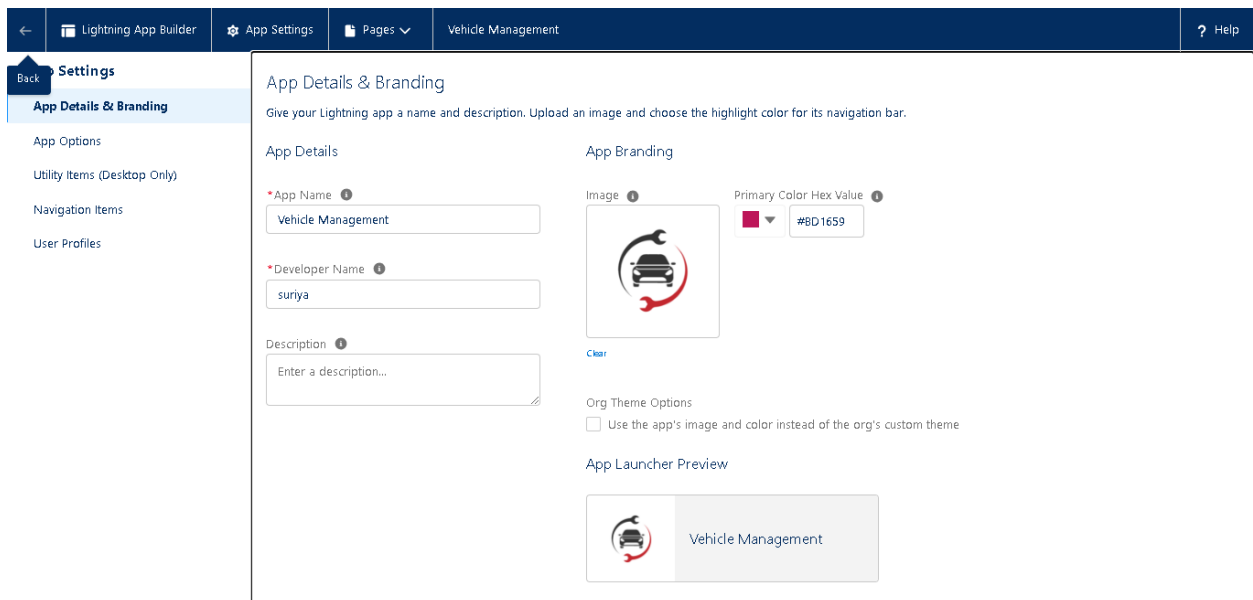 Lightning App Builder
App Settings
Pages
Vehicle Management
? Help
Back
p Settings
App Details & Branding
App Options
Utility Items (Desktop Only)
Navigation Items
User Profiles
App Details & Branding
Give your Lightning app a name and description. Upload an image and choose the highlight color for its navigation bar.
App Details
*App Name
Vehicle Management
*Developer Name
suriya
Description
Enter a description...
App Branding
Image
Primary Color Hex Value
#BD1659
Clear
Org Theme Options
Use the app's image and color instead of the org's custom theme
App Launcher Preview
Vehicle Management